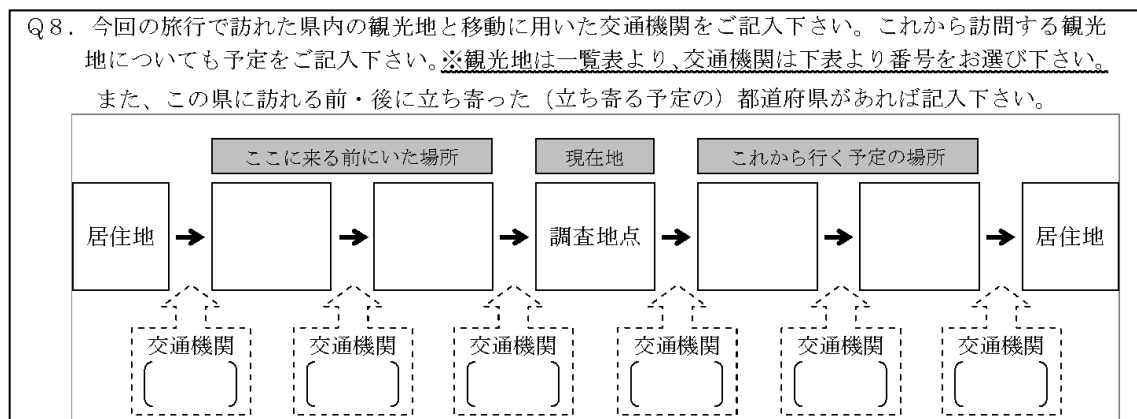 Q8．今回の旅行で訪れた県内の観光地と移動に用いた交通機関をご記入下さい。これから訪問する観光
地についても予定をご記入下さい。※観光地は一覧表より、交通機関は下表より番号をお選び下さい。
また、この県に訪れる前・後に立ち寄った（立ち寄る予定の）都道府県があれば記入下さい。
ここに来る前にいた場所 現在地 これから行く予定の場所
居住地 調査地点 居住地
交通機関 交通機関 交通機関 交通機関 交通機関 交通機関